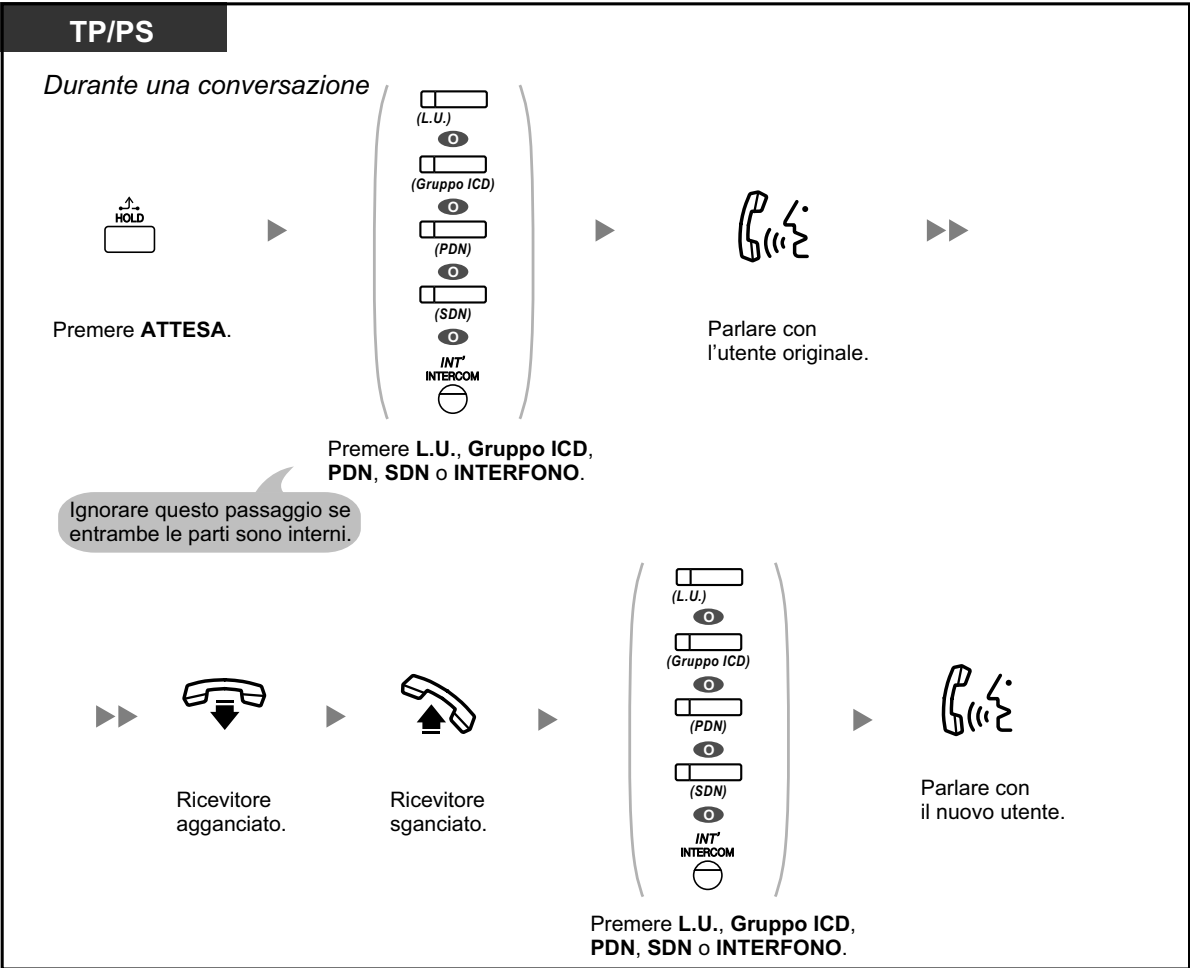 TP/PS
Durante una conversazione
HOLD
(L.U.)
O
(Gruppo ICD)
O
(PDN)
O
(SDN)
O
INT'
INTERCOM
Premere ATTESA.
Premere L.U., Gruppo ICD,
PDN, SDN o INTERFONO.
Parlare con
l'utente originale.
Ignorare questo passaggio se
entrambe le parti sono interni.
Ricevitore
agganciato.
Ricevitore
sganciato.
(L.U.)
O
(Gruppo ICD)
O
(PDN)
O
(SDN)
O
INT'
INTERCOM
Premere L.U., Gruppo ICD,
PDN, SDN o INTERFONO.
Parlare con
il nuovo utente.